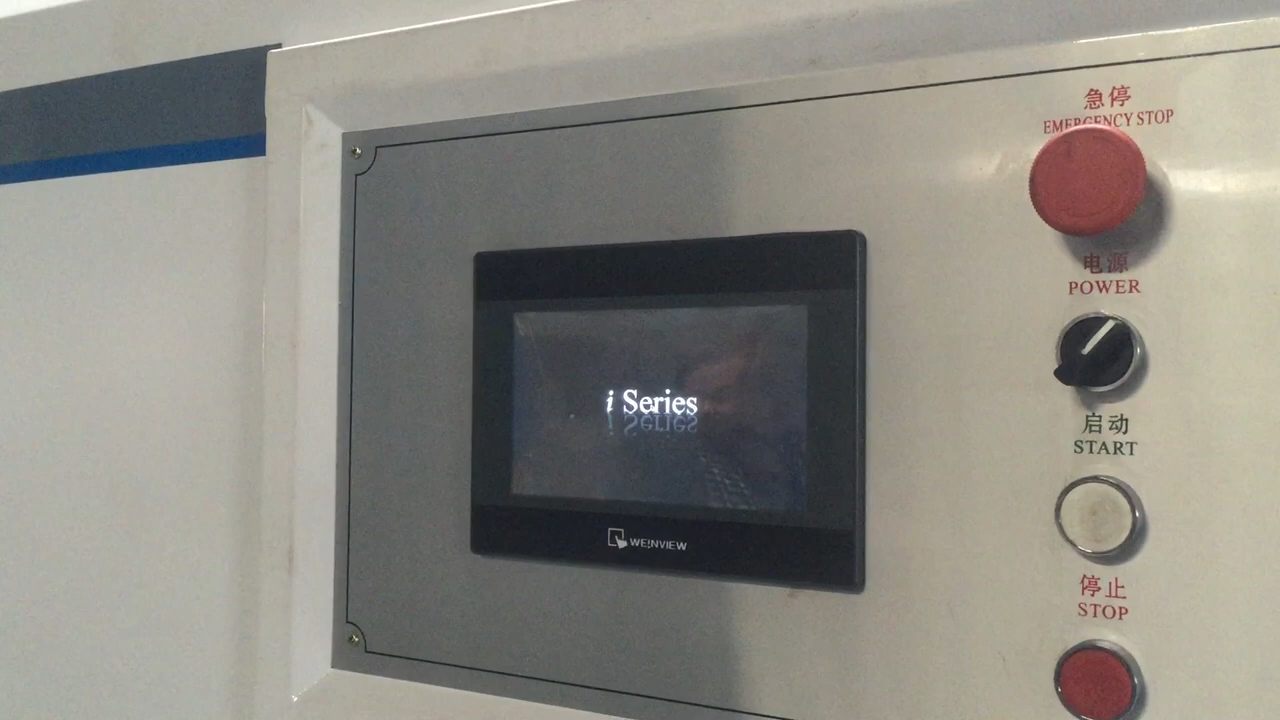 急停
EMERGENCY STOP
电源
POWER
i Series
启动
START
WEINVIEW
停止
STOP